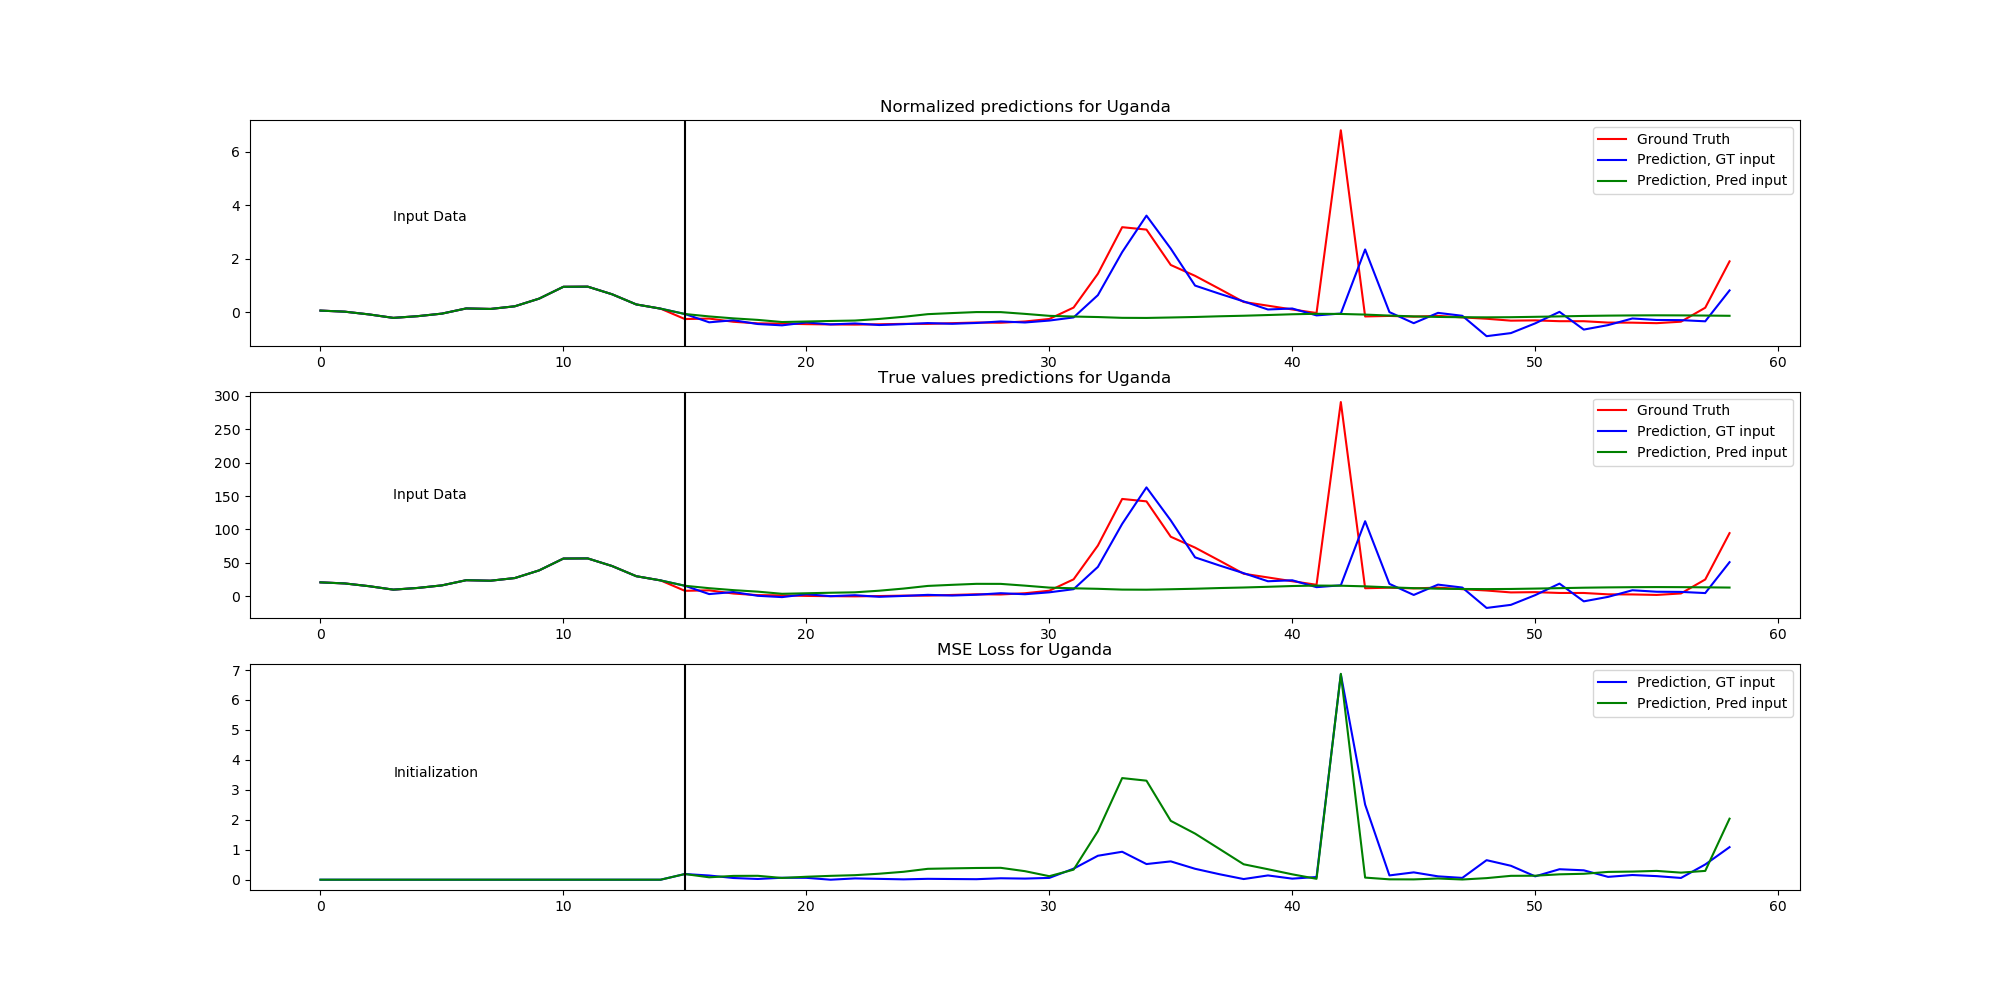 Normalized predictions for Uganda
6
4
2
0
Input Data
Ground Truth
Prediction, GT input
Prediction, Pred input
0 10 20 30 40 50 60
True values predictions for Uganda
300
250
200
150
100
50
0
Input Data
Ground Truth
Prediction, GT input
Prediction, Pred input
0 10 20 30 40 50 60
MSE Loss for Uganda
7
6
5
4
3
2
1
0
Initialization
Prediction, GT input
Prediction, Pred input
0 10 20 30 40 50 60